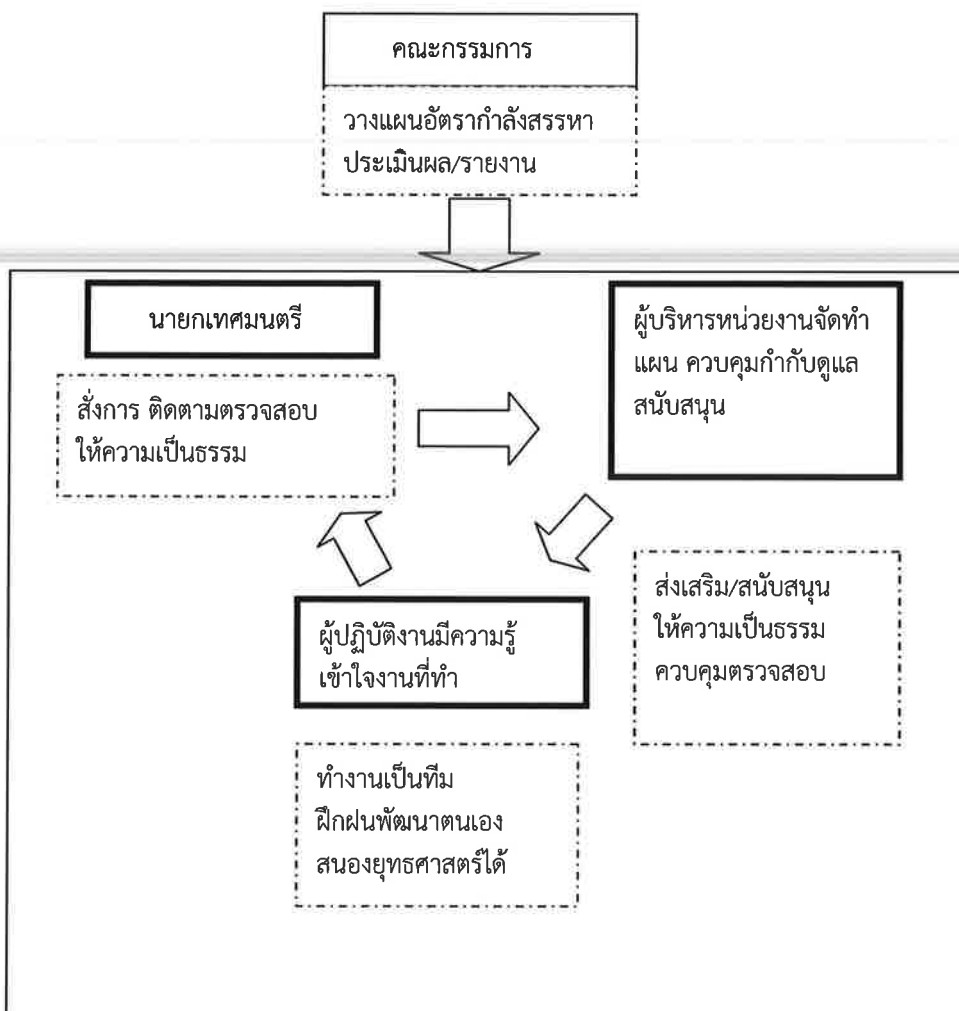 คณะกรรมการ
วางแผนอัตรากำลังสรรหา
ประเมินผล/รายงาน
นายกเทศมนตรี
สั่งการ ติดตามตรวจสอบ
ให้ความเป็นธรรม
ผู้บริหารหน่วยงานจัดทำ
แผน ควบคุมกำกับดูแล
สนับสนุน
ส่งเสริม/สนับสนุน
ให้ความเป็นธรรม
ควบคุมตรวจสอบ
ผู้ปฏิบัติงานมีความรู้
เข้าใจงานที่ทำ
ทำงานเป็นทีม
ฝึกฝนพัฒนาตนเอง
สนองยุทธศาสตร์ได้